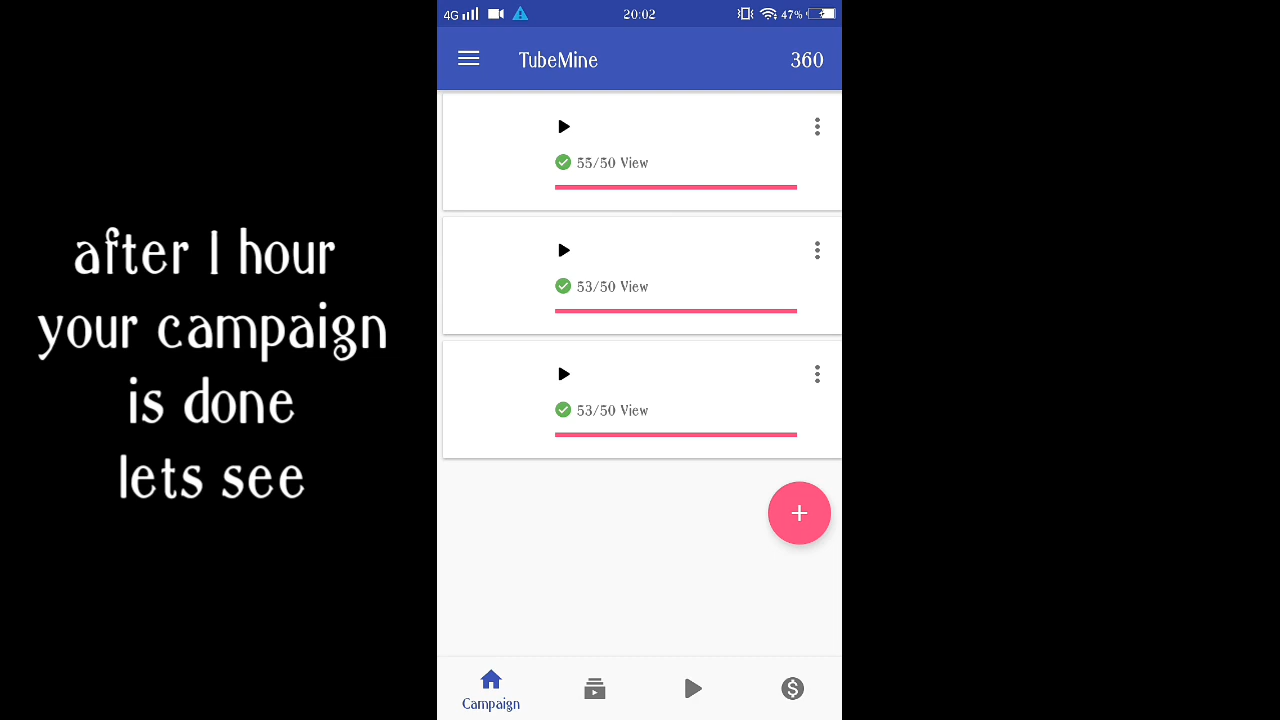 after 1 hour
your campaign
is done
lets see
4G
20:02
47%
TubeMine
360
55/50 View
53/50 View
53/50 View
Campaign